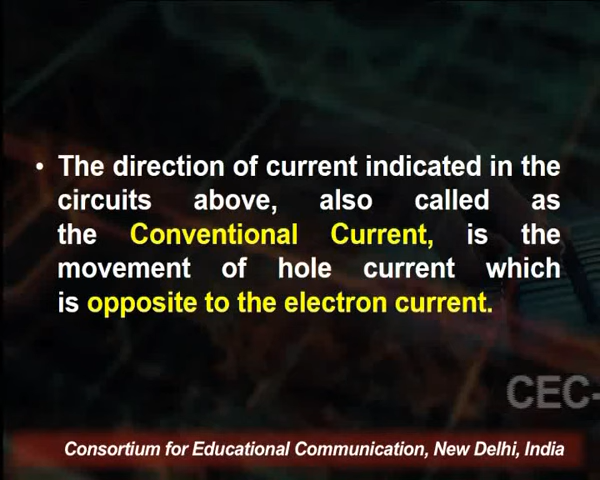 • The direction of current indicated in the
circuits above, also called as
the Conventional Current, is the
movement of hole current which
is opposite to the electron current.
CEC-
Consortium for Educational Communication, New Delhi, India